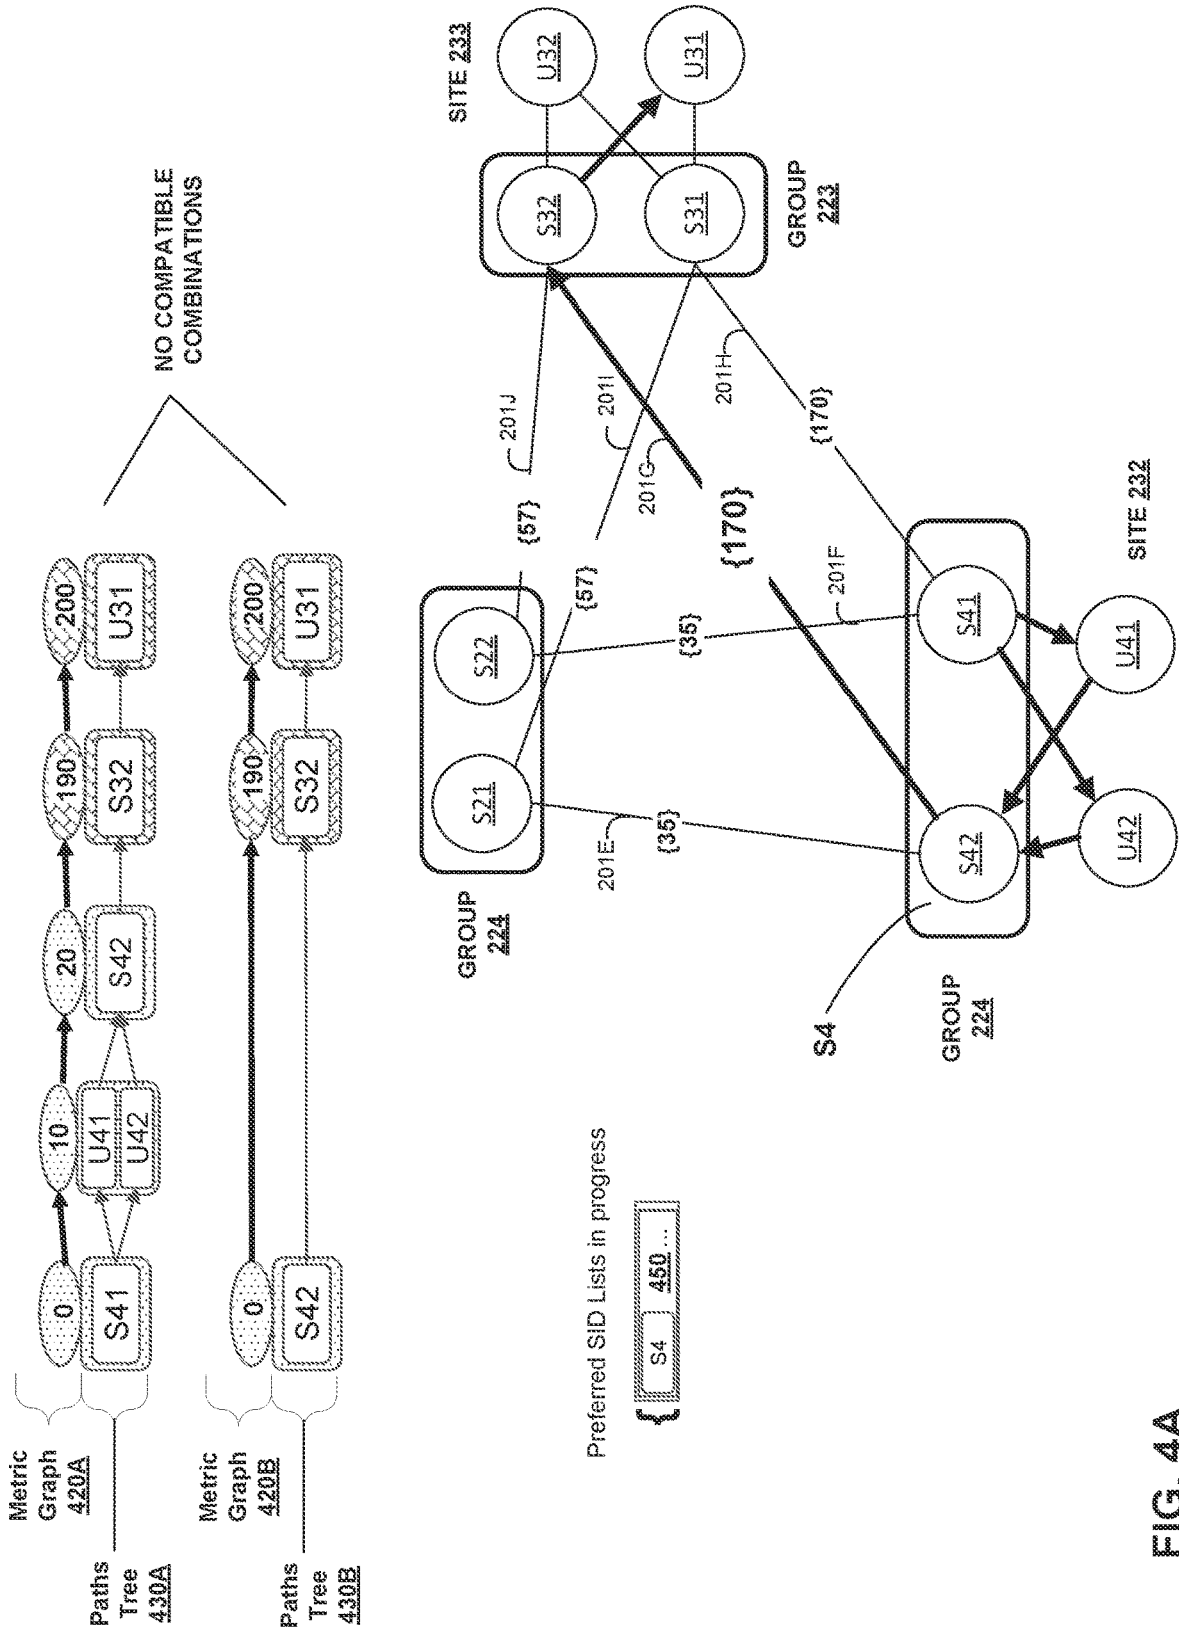 Metric
Graph
420A
0
10
20
190
200
Paths
Tree
430A
S41
U41
U42
S42
S32
U31
NO COMPATIBLE
COMBINATIONS
Metric
Graph
420B
0
190
200
Paths
Tree
430B
S42
S32
U31
Preferred SID Lists in progress
{
S4
450 ...
}
GROUP
224
S21
S22
{57}
201J
{57}
201I
SITE 233
S32
U32
S31
U31
GROUP
223
201E
{35}
{35}
201F
{170}
201G
{170}
201H
S4
GROUP
224
S42
S41
U42
U41
SITE 232
FIG. 4A